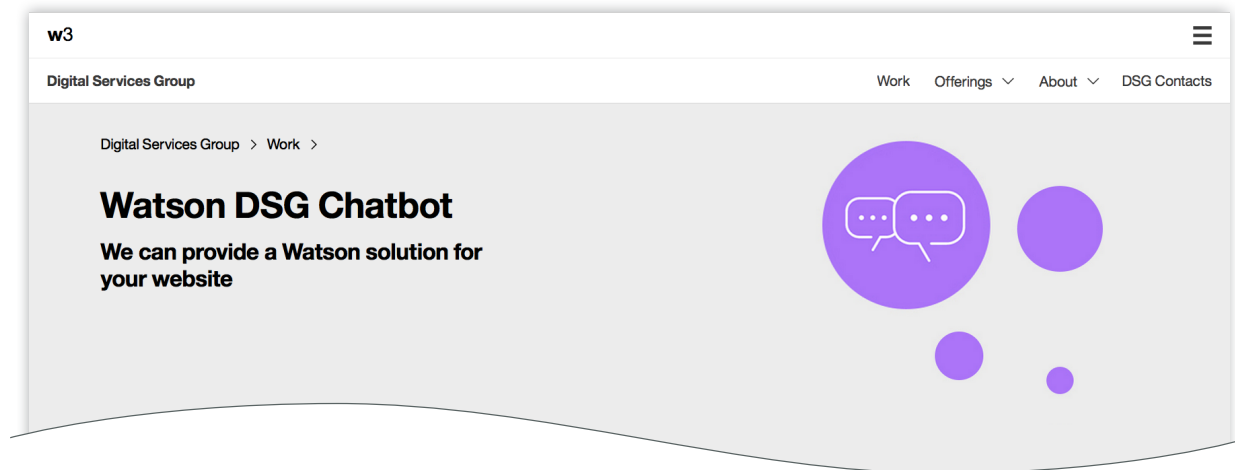 w3
Digital Services Group
Work Offerings About DSG Contacts
Digital Services Group > Work >
Watson DSG Chatbot
We can provide a Watson solution for
your website